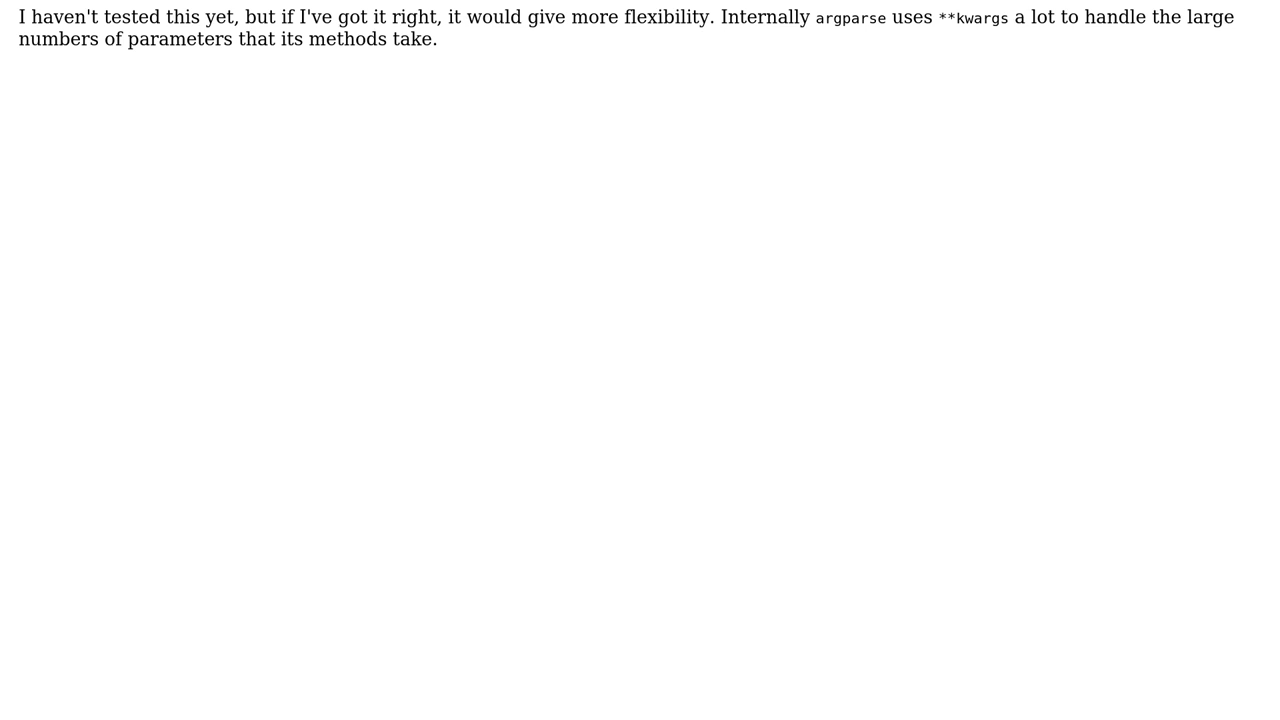 I haven't tested this yet, but if I've got it right, it would give more flexibility. Internally argparse uses **kwargs a lot to handle the large
numbers of parameters that its methods take.